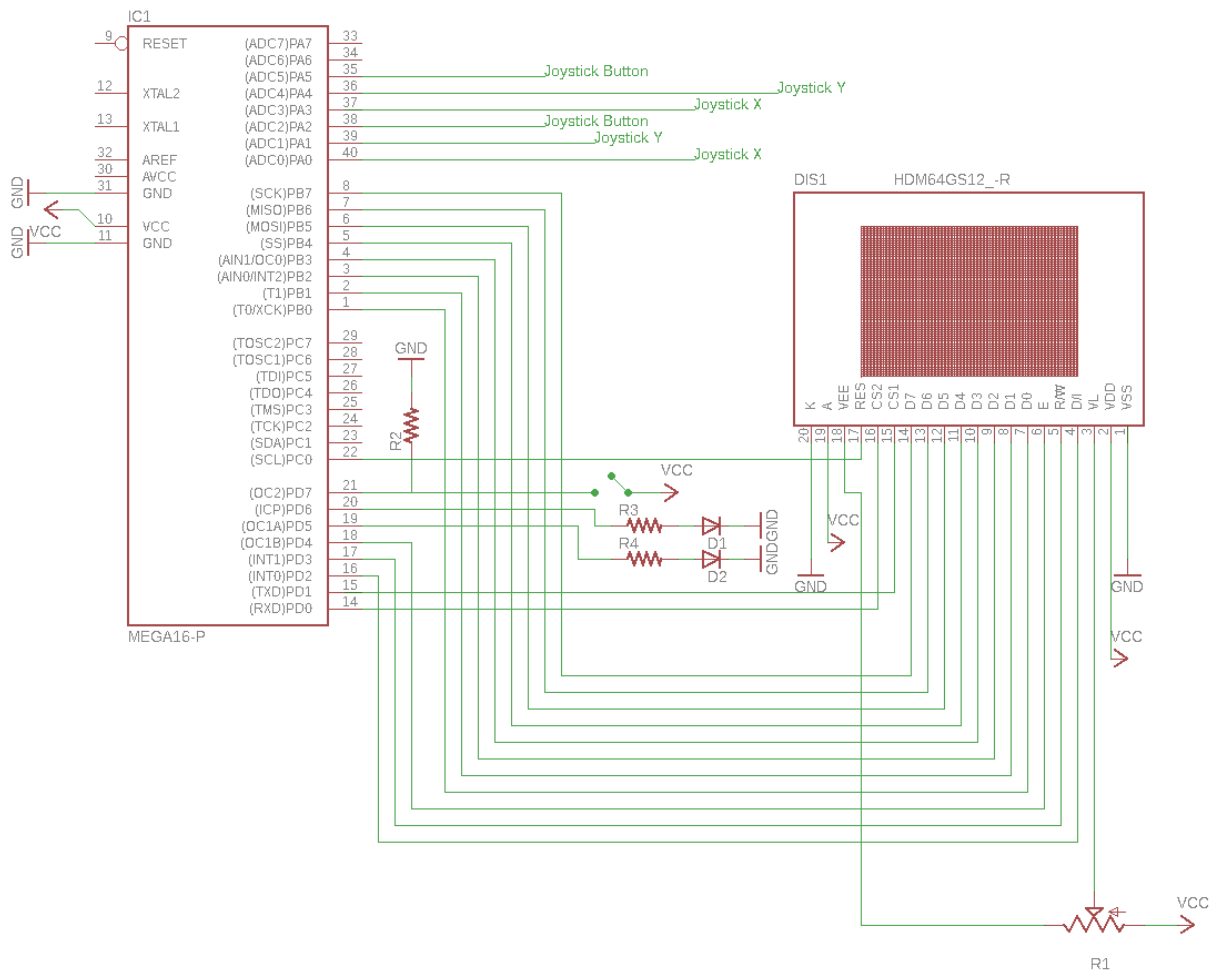 IC1
9
RESET
(ADC7)PA7
33
(ADC6)PA6
34
(ADC5)PA5
35
Joystick Button
12
XTAL2
(ADC4)PA4
36
Joystick Y
(ADC3)PA3
37
Joystick X
13
XTAL1
(ADC2)PA2
38
Joystick Button
(ADC1)PA1
39
Joystick Y
32
AREF
(ADC0)PA0
40
Joystick X
30
AVCC
GND
31
GND
(SCK)PB7
8
(MISO)PB6
7
VCC
10
VCC
(MOSI)PB5
6
GND
11
GND
(SS)PB4
5
(AIN1/OC0)PB3
4
(AIN0/INT2)PB2
3
(T1)PB1
2
(T0/XCK)PB0
1
(TOSC2)PC7
29
(TOSC1)PC6
28
(TDI)PC5
27
(TDO)PC4
26
(TMS)PC3
25
(TCK)PC2
24
(SDA)PC1
23
(SCL)PC0
22
(OC2)PD7
21
(ICP)PD6
20
(OC1A)PD5
19
(OC1B)PD4
18
(INT1)PD3
17
(INT0)PD2
16
(TXD)PD1
15
(RXD)PD0
14
MEGA16-P
GND
R2
VCC
R3
D1
GND
R4
D2
GND
DIS1
HDM64GS12_-R
K
A
VEE
RES
CS2
CS1
D7
D6
D5
D4
D3
D2
D1
D0
E
R/W
D/I
VL
VDD
VSS
20
19
18
17
16
15
14
13
12
11
10
9
8
7
6
5
4
3
2
1
VCC
GND
GND
VCC
VCC
R1